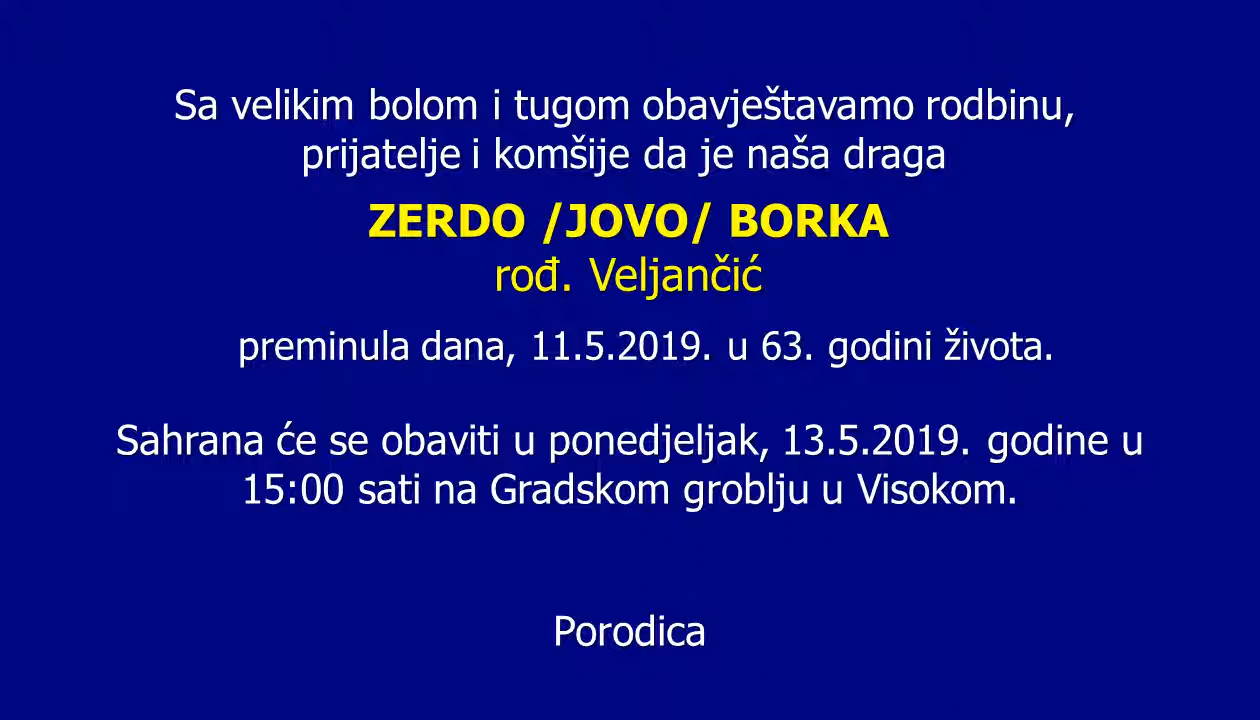 Sa velikim bolom i tugom obavještavamo rodbinu,
prijatelje i komšije da je naša draga
ZERDO /JOVO/ BORKA
rođ. Veljančić
preminula dana, 11.5.2019. u 63. godini života.
Sahrana će se obaviti u ponedjeljak, 13.5.2019. godine u
15:00 sati na Gradskom groblju u Visokom.
Porodica